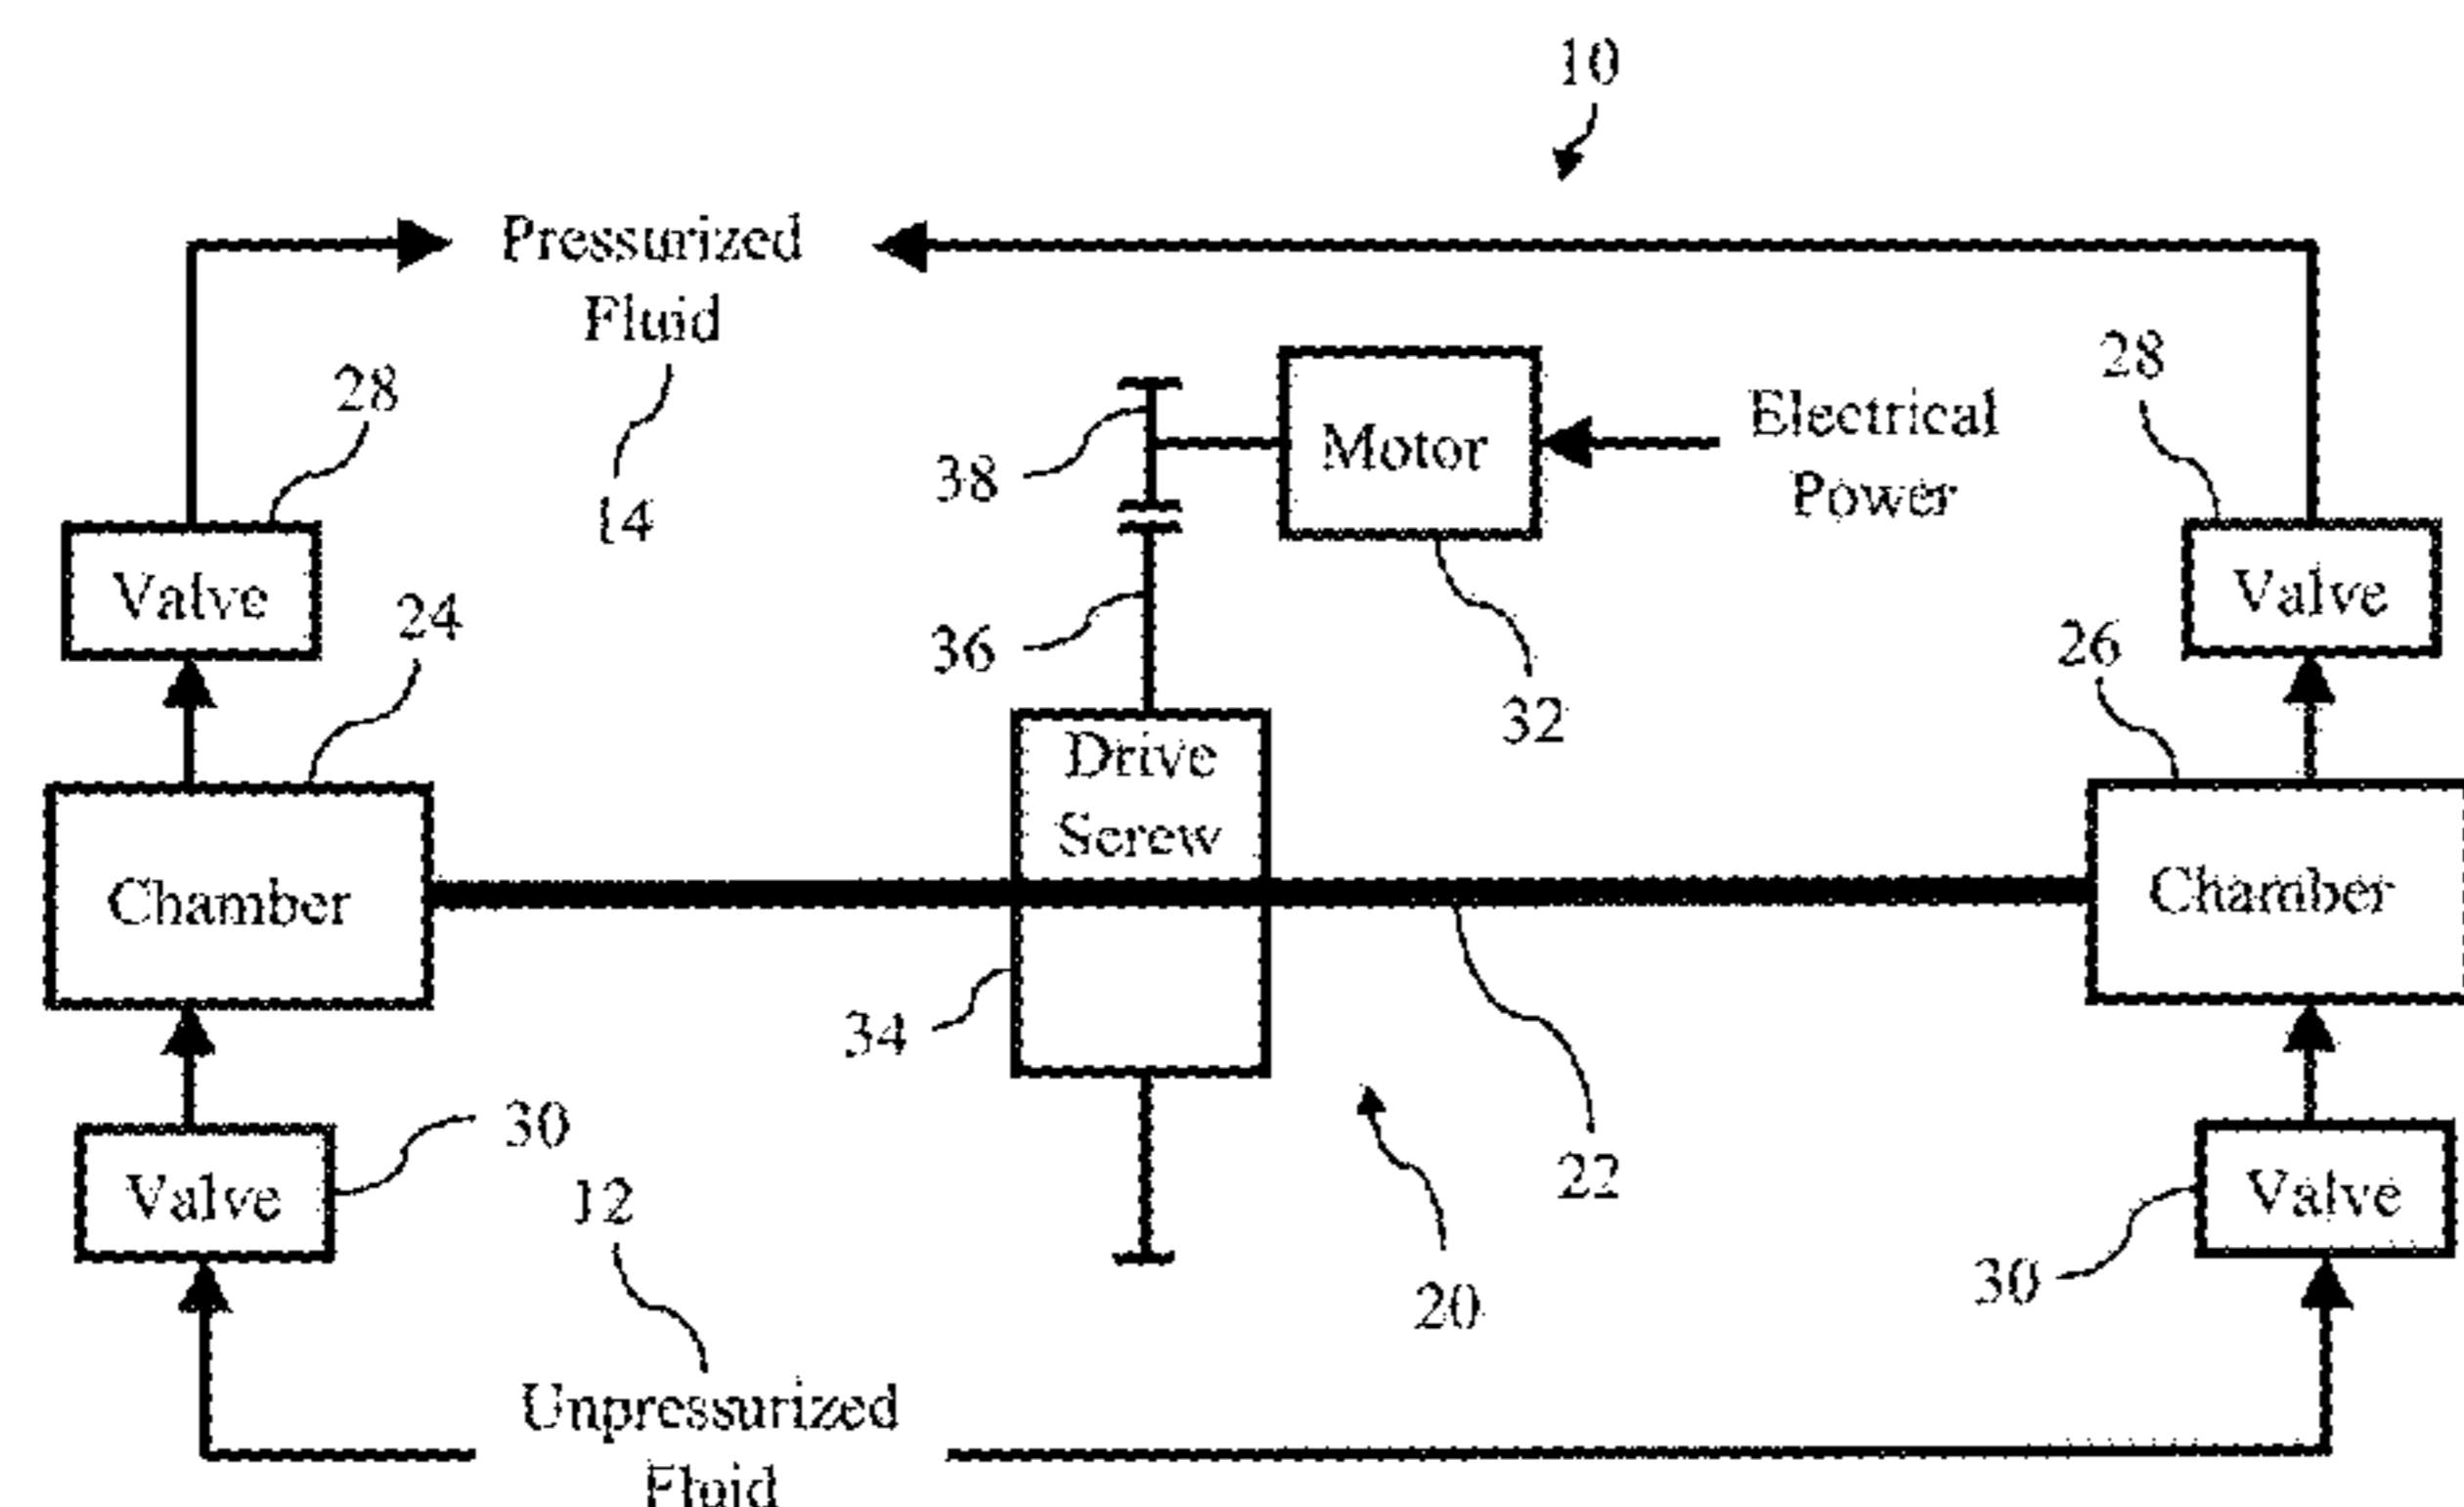 10
Pressurized
Fluid
14
28
28
38
Motor
Electrical
Power
Valve
Valve
24
36
32
26
Drive
Screw
Chamber
Chamber
34
30
Valve
12
22
20
30
Valve
Unpressurized
Fluid